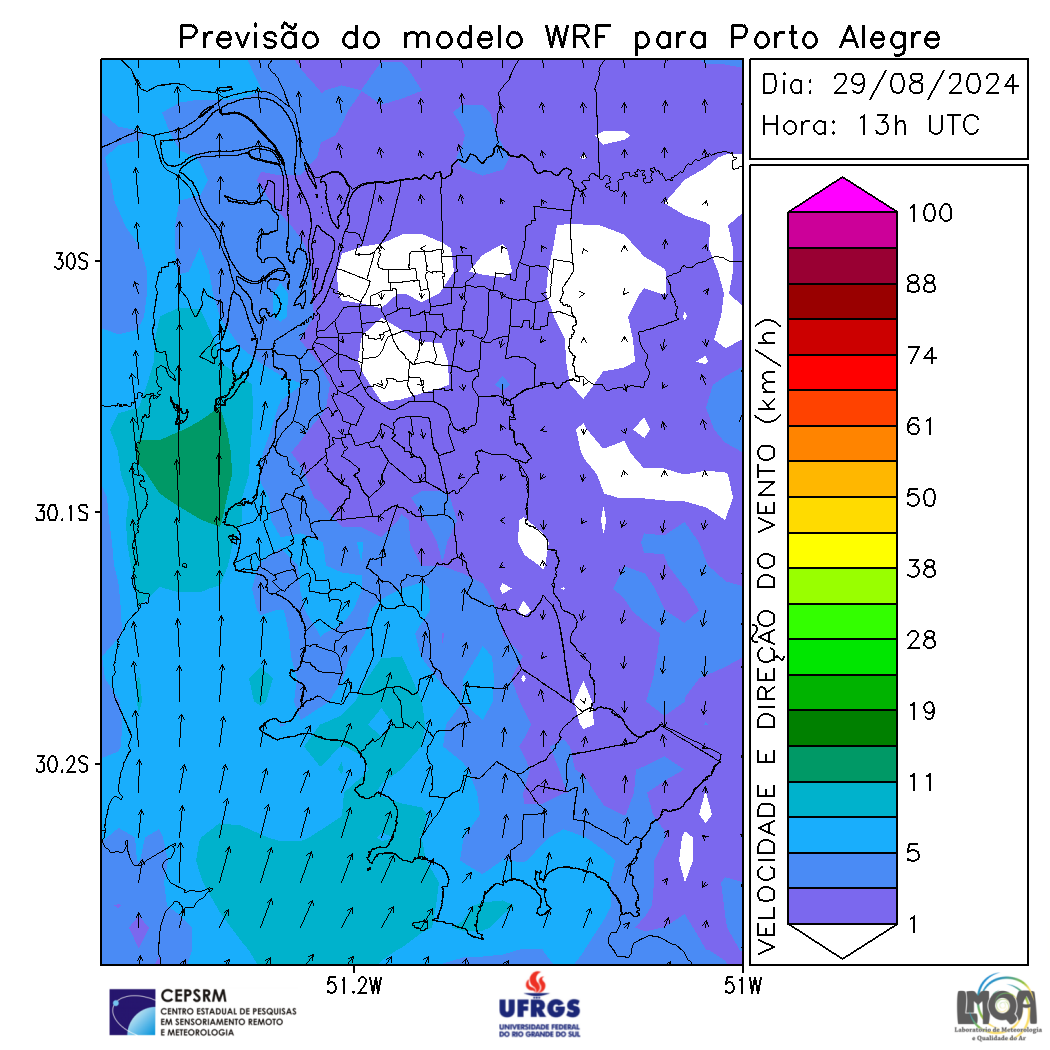 Previsão do modelo WRF para Porto Alegre
Dia: 29/08/2024
Hora: 13h UTC
30S
30.1S
30.2S
51.2W
51W
VELOCIDADE E DIREÇÃO DO VENTO (km/h)
100
88
74
61
50
38
28
19
11
5
1
CEPSRM
CENTRO ESTADUAL DE PESQUISAS
EM SENSORIAMENTO REMOTO
E METEOROLOGIA
UFRGS
UNIVERSIDADE FEDERAL
DO RIO GRANDE DO SUL
LMQA
Laboratório de Meteorologia
e Qualidade do Ar